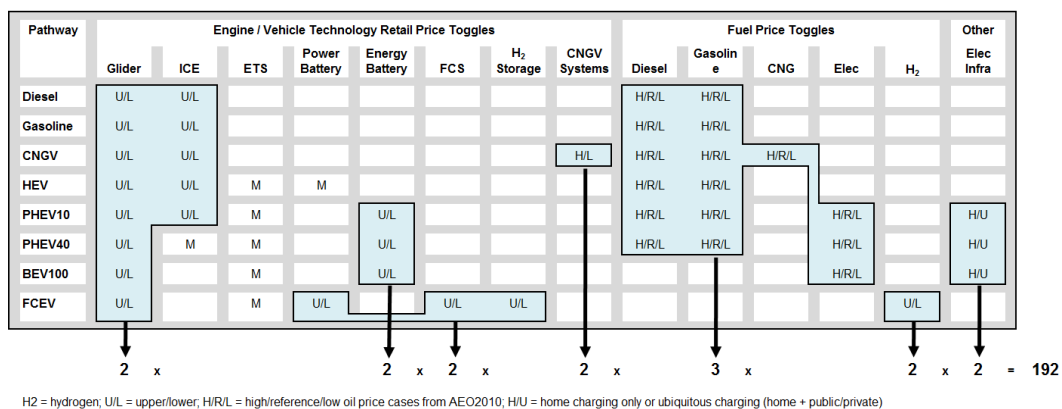 Pathway Engine / Vehicle Technology Retail Price Toggles Fuel Price Toggles Other
Glider ICE ETS Power Battery Energy Battery FCS H2 Storage CNGV Systems Diesel Gasolin e CNG Elec H2 Elec Infra
Diesel U/L U/L H/R/L H/R/L
Gasoline U/L U/L H/R/L H/R/L
CNGV U/L U/L H/L H/R/L H/R/L H/R/L
HEV U/L U/L M M H/R/L H/R/L
PHEV10 U/L U/L M U/L H/R/L H/R/L H/R/L H/U
PHEV40 U/L M M U/L H/R/L H/R/L H/R/L H/U
BEV100 U/L M U/L H/R/L H/U
FCEV U/L M U/L U/L U/L U/L
2 x 2 x 2 x 2 x 3 x 2 x 2 = 192
H2 = hydrogen; U/L = upper/lower; H/R/L = high/reference/low oil price cases from AEO2010; H/U = home charging only or ubiquitous charging (home + public/private)